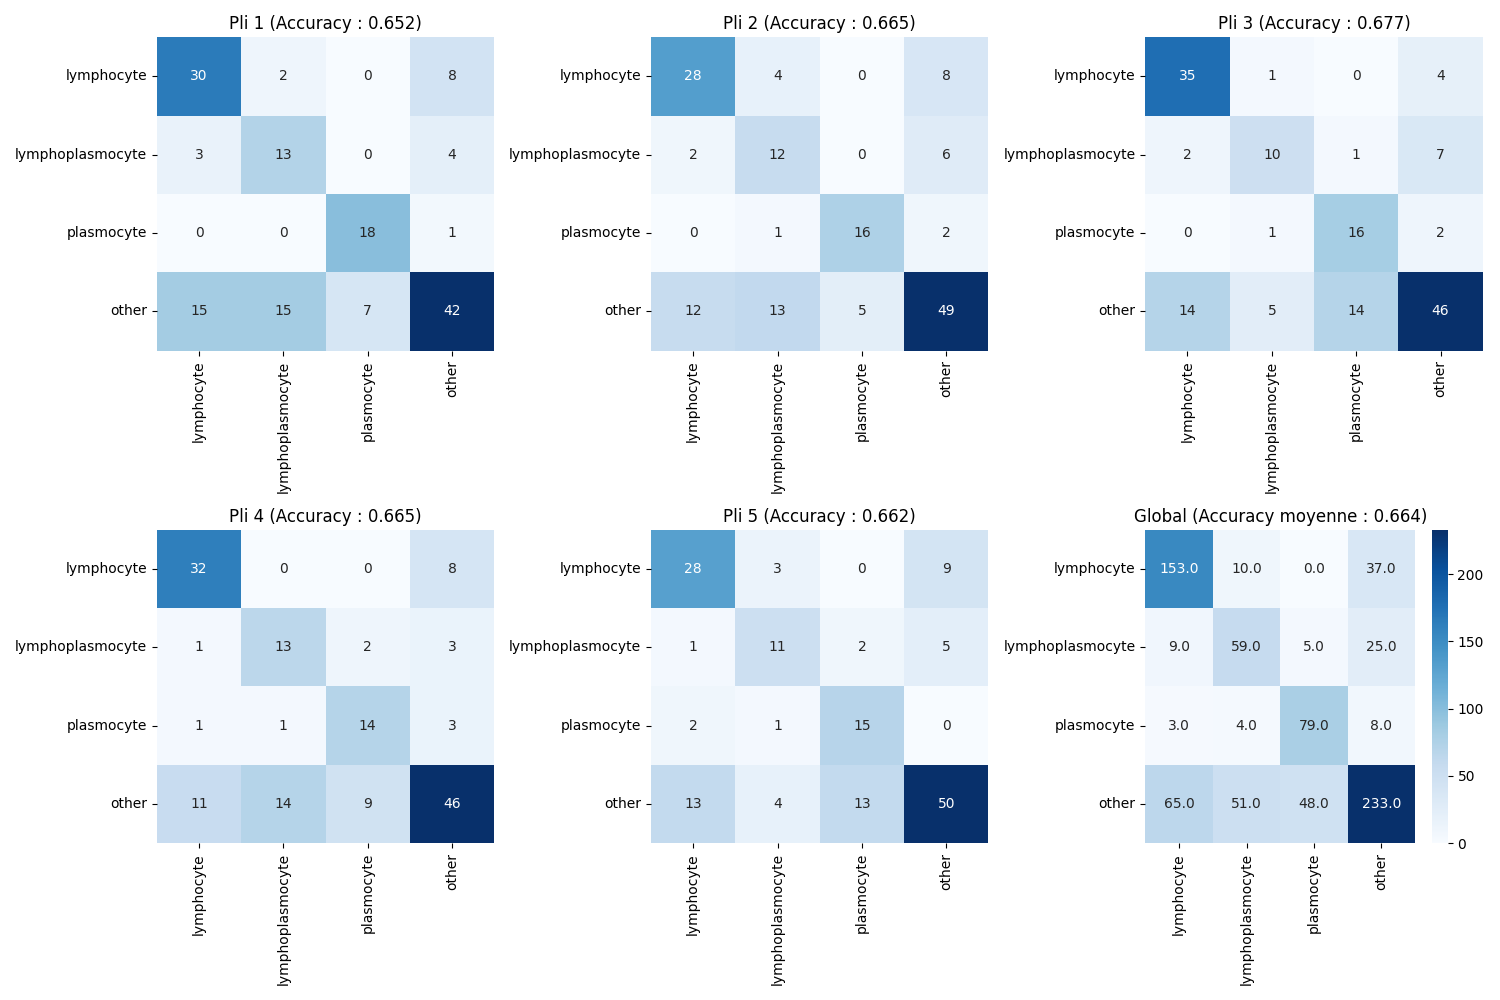 Pli 1 (Accuracy : 0.652)
lymphocyte 30 2 0 8
lymphoplasmocyte 3 13 0 4
plasmocyte 0 0 18 1
other 15 15 7 42
lymphocyte lymphoplasmocyte plasmocyte other
Pli 2 (Accuracy : 0.665)
lymphocyte 28 4 0 8
lymphoplasmocyte 2 12 0 6
plasmocyte 0 1 16 2
other 12 13 5 49
lymphocyte lymphoplasmocyte plasmocyte other
Pli 3 (Accuracy : 0.677)
lymphocyte 35 1 0 4
lymphoplasmocyte 2 10 1 7
plasmocyte 0 1 16 2
other 14 5 14 46
lymphocyte lymphoplasmocyte plasmocyte other
Pli 4 (Accuracy : 0.665)
lymphocyte 32 0 0 8
lymphoplasmocyte 1 13 2 3
plasmocyte 1 1 14 3
other 11 14 9 46
lymphocyte lymphoplasmocyte plasmocyte other
Pli 5 (Accuracy : 0.662)
lymphocyte 28 3 0 9
lymphoplasmocyte 1 11 2 5
plasmocyte 2 1 15 0
other 13 4 13 50
lymphocyte lymphoplasmocyte plasmocyte other
Global (Accuracy moyenne : 0.664)
lymphocyte 153.0 10.0 0.0 37.0
lymphoplasmocyte 9.0 59.0 5.0 25.0
plasmocyte 3.0 4.0 79.0 8.0
other 65.0 51.0 48.0 233.0
lymphocyte lymphoplasmocyte plasmocyte other
200
150
100
50
0